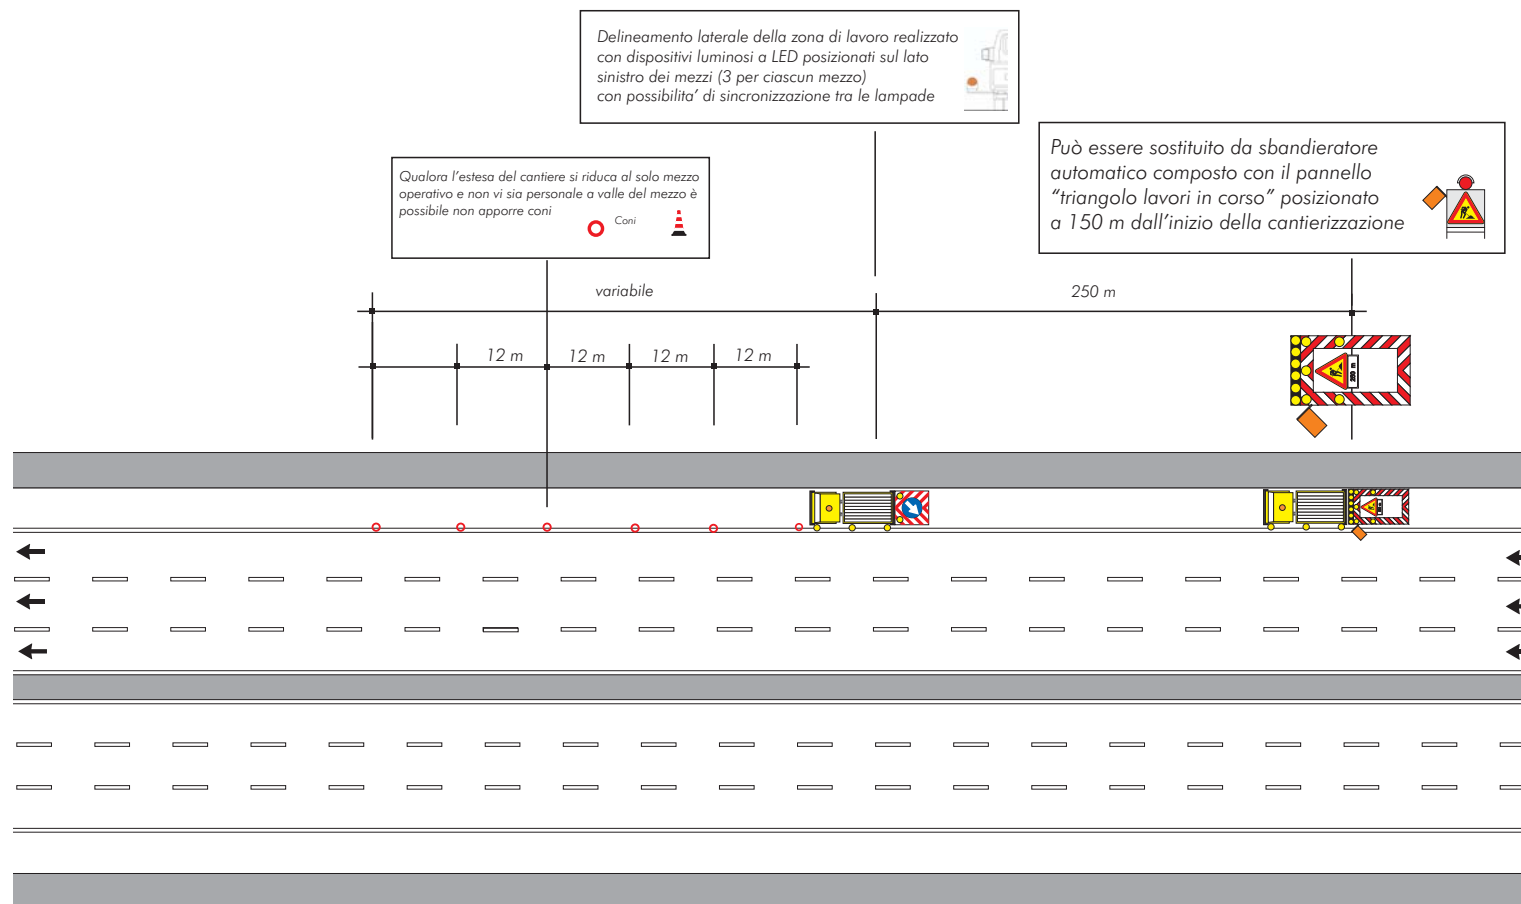 Delineamento laterale della zona di lavoro realizzato
con dispositivi luminosi a LED posizionati sul lato
sinistro dei mezzi (3 per ciascun mezzo)
con possibilita' di sincronizzazione tra le lampade
Può essere sostituito da sbandieratore
automatico composto con il pannello
"triangolo lavori in corso" posizionato
a 150 m dall'inizio della cantierizzazione
Qualora l'estesa del cantiere si riduca al solo mezzo
operativo e non vi sia personale a valle del mezzo è
possibile non apporre coni
Coni
variabile
250 m
12 m
12 m
12 m
12 m
250 m